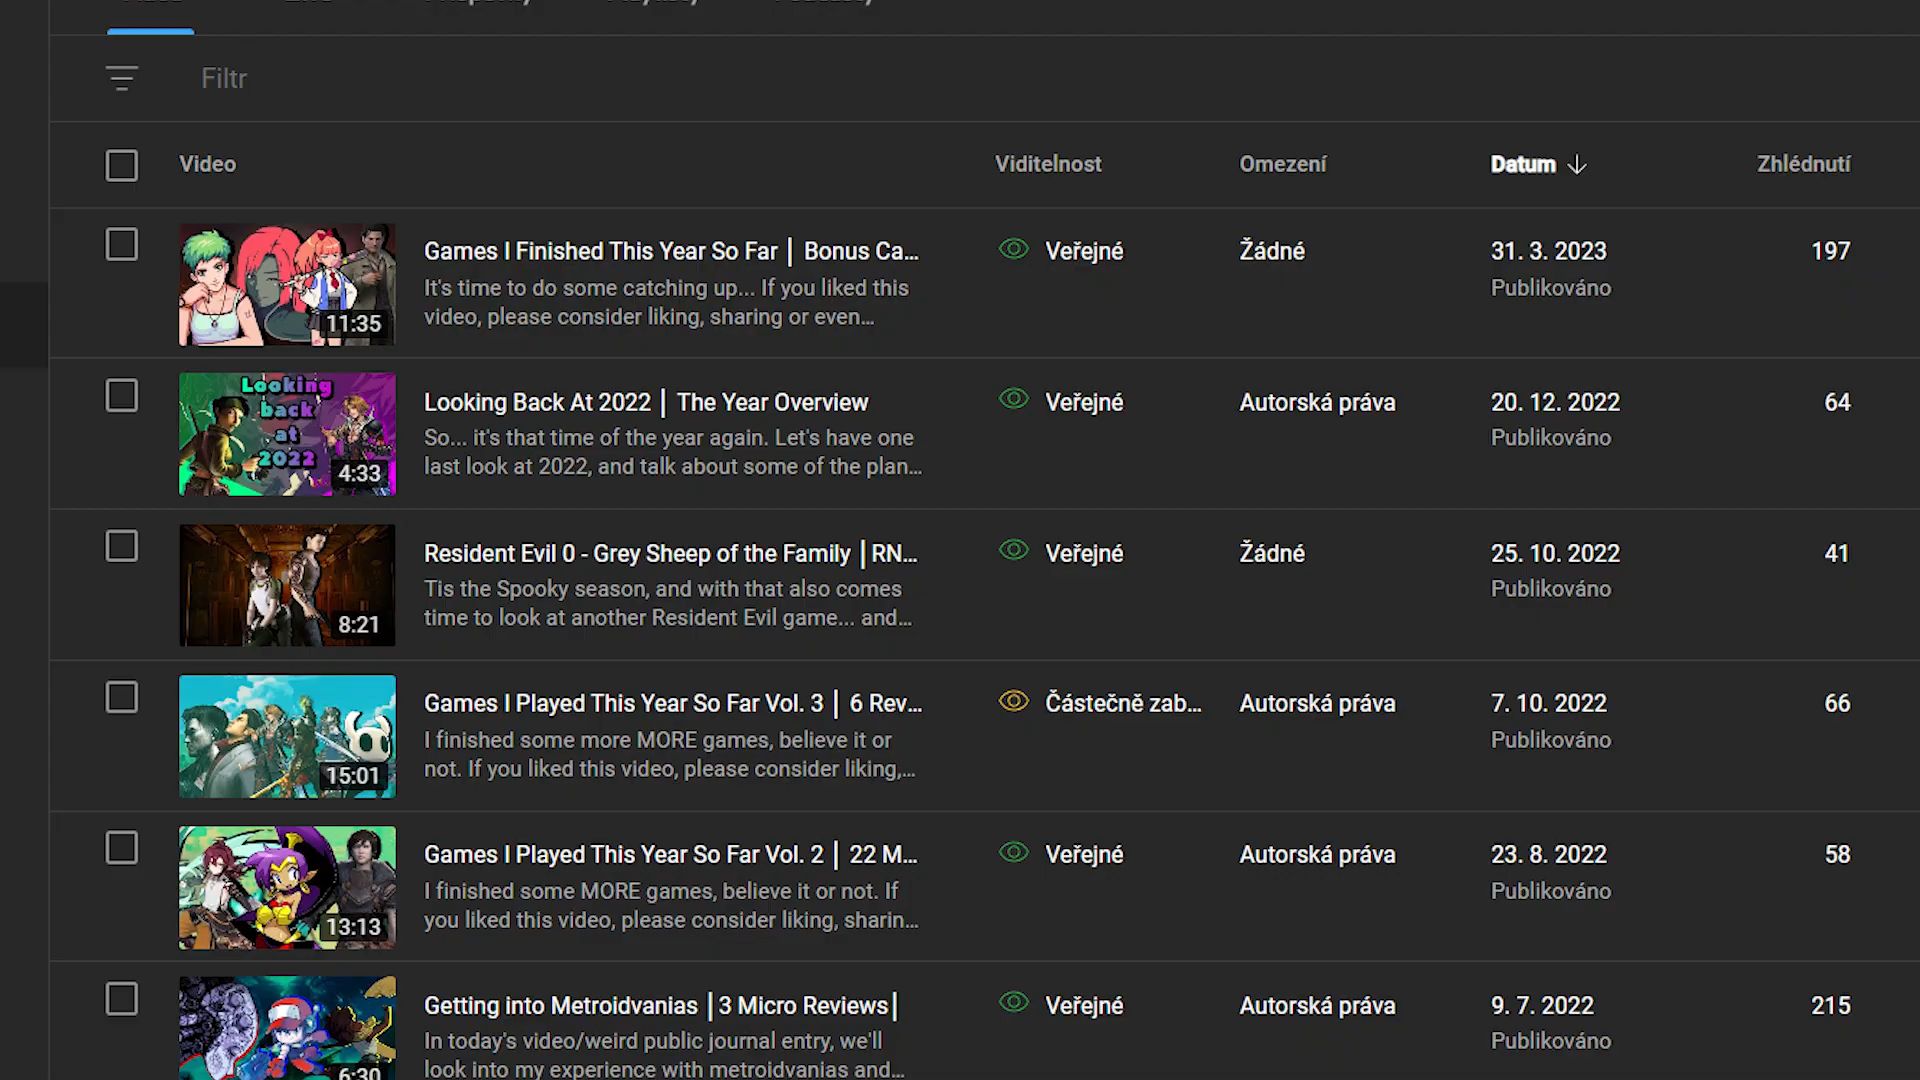 Filtr
Video Viditelnost Omezení Datum Zhlédnutí
Games I Finished This Year So Far | Bonus Ca... Veřejné Žádné 31. 3. 2023 197
It's time to do some catching up... If you liked this Publikováno
video, please consider liking, sharing or even...
11:35
Looking back at 2022
Looking Back At 2022 | The Year Overview Veřejné Autorská práva 20. 12. 2022 64
So... it's that time of the year again. Let's have one Publikováno
last look at 2022, and talk about some of the plan...
4:33
Resident Evil 0 - Grey Sheep of the Family |RN... Veřejné Žádné 25. 10. 2022 41
Tis the Spooky season, and with that also comes Publikováno
time to look at another Resident Evil game... and...
8:21
Games I Played This Year So Far Vol. 3 | 6 Rev... Částečně zab... Autorská práva 7. 10. 2022 66
I finished some more MORE games, believe it or Publikováno
not. If you liked this video, please consider liking,...
15:01
Games I Played This Year So Far Vol. 2 | 22 M... Veřejné Autorská práva 23. 8. 2022 58
I finished some MORE games, believe it or not. If Publikováno
you liked this video, please consider liking, sharin...
13:13
Getting into Metroidvanias |3 Micro Reviews| Veřejné Autorská práva 9. 7. 2022 215
In today's video/weird public journal entry, we'll Publikováno
look into my experience with metroidvanias and...
6:30